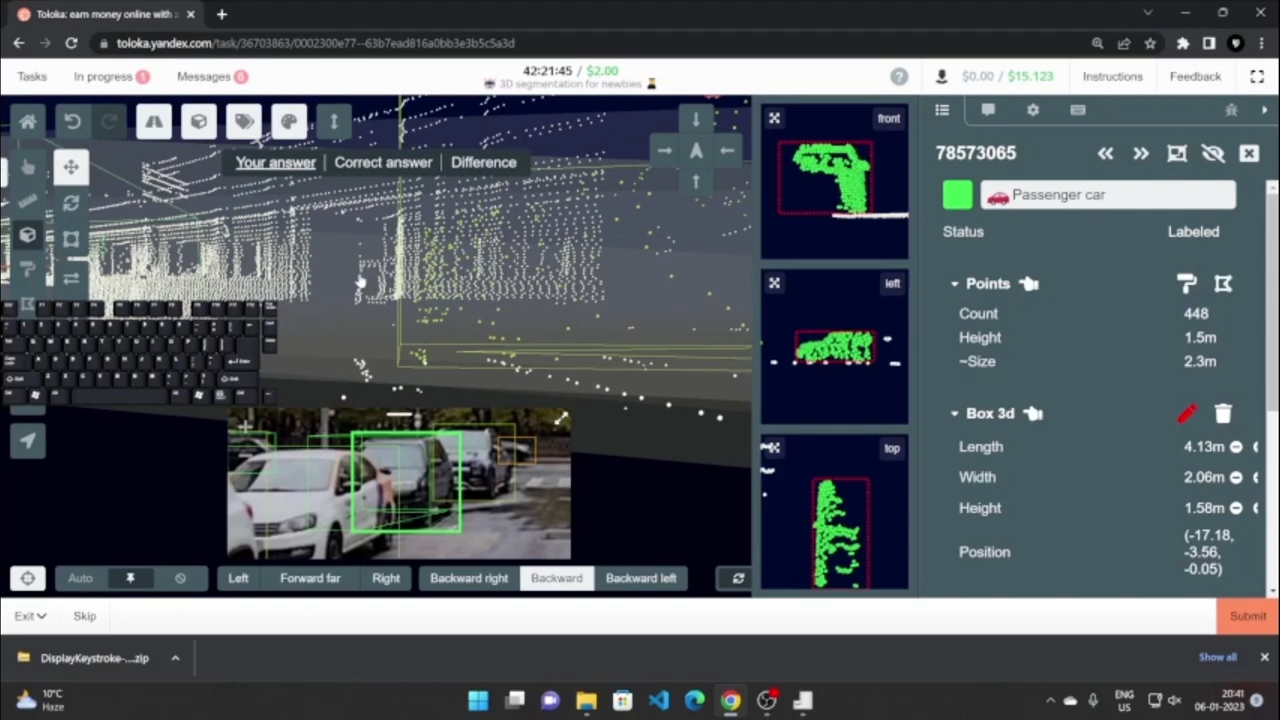 Toloka: earn money online with
toloka.yandex.com/task/36703863/0002300e77--63b7ead816a0bb3e3b5c5a3d
Tasks
In progress 1
Messages 6
42:21:45 / $2.00
3D segmentation for newbies
$0.00 / $15.123
Instructions
Feedback
Your answer | Correct answer | Difference
front
left
top
78573065
Passenger car
Status Labeled
Points
Count 448
Height 1.5m
~Size 2.3m
Box 3d
Length 4.13m
Width 2.06m
Height 1.58m
Position (-17.18,
-3.56,
-0.05)
Auto
Left
Forward far
Right
Backward right
Backward
Backward left
Exit
Skip
Submit
DisplayKeystroke-....zip
Show all
10°C
Haze
ENG
US
20:41
06-01-2023